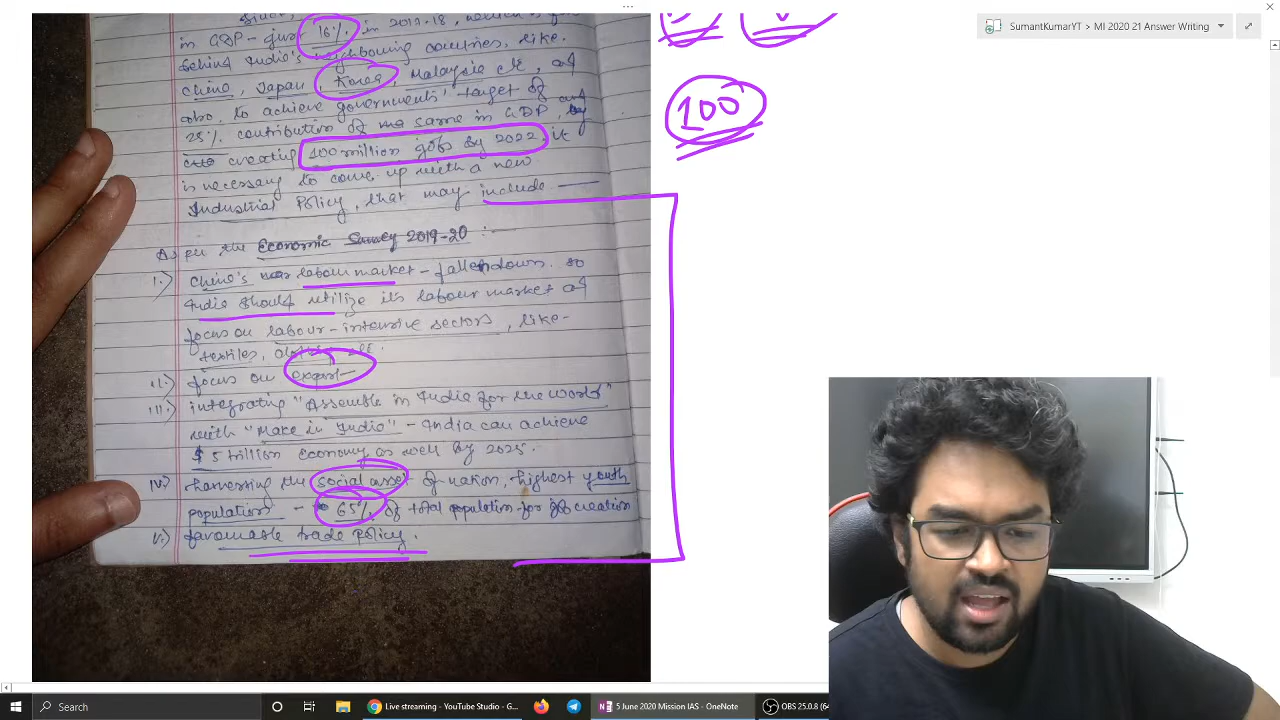 SumantKumarYT > MI 2020 21 Answer Writing
in GDP - just 16% in 2017-18, which is
behind India's neighbouring countries, like
China, Japan, Korea, Malaysia etc,
also, to achieve governments' target of
25% contribution of same in GDP,
creating 100 million jobs by 2022, it
is necessary to come up with a new
Industrial Policy, that may include —
100
As per the Economic Survey 2019-20 :-
I.) China's labour market - fallen down. so
India should utilize its labour market
focus on labour-intensive sectors, like-
textiles,
II.) focus on export
III.) integrating "Assemble in India for the World"
with "Make in India" - India can achieve
$ 5 trillion economy as well by 2025.
IV.) harnessing the social asset of nation, highest youth
population - 65% of total population for job creation
V.) favourable trade policy.
Search
Live streaming - YouTube Studio - G...
5 June 2020 Mission IAS - OneNote
OBS 25.0.8 (64